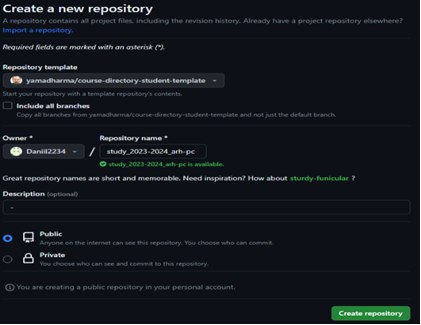 Create a new repository
A repository contains all project files, including the revision history. Already have a project repository elsewhere?
Import a repository.
Required fields are marked with an asterisk (*).
Repository template
yamadharma/course-directory-student-template
Start your repository with a template repository's contents.
Include all branches
Copy all branches from yamadharma/course-directory-student-template and not just the default branch.
Owner * Repository name *
Daniil2234 / study_2023-2024_arh-pc
study_2023-2024_arh-pc is available.
Great repository names are short and memorable. Need inspiration? How about sturdy-funicular ?
Description (optional)
-
Public
Anyone on the internet can see this repository. You choose who can commit.
Private
You choose who can see and commit to this repository.
You are creating a public repository in your personal account.
Create repository